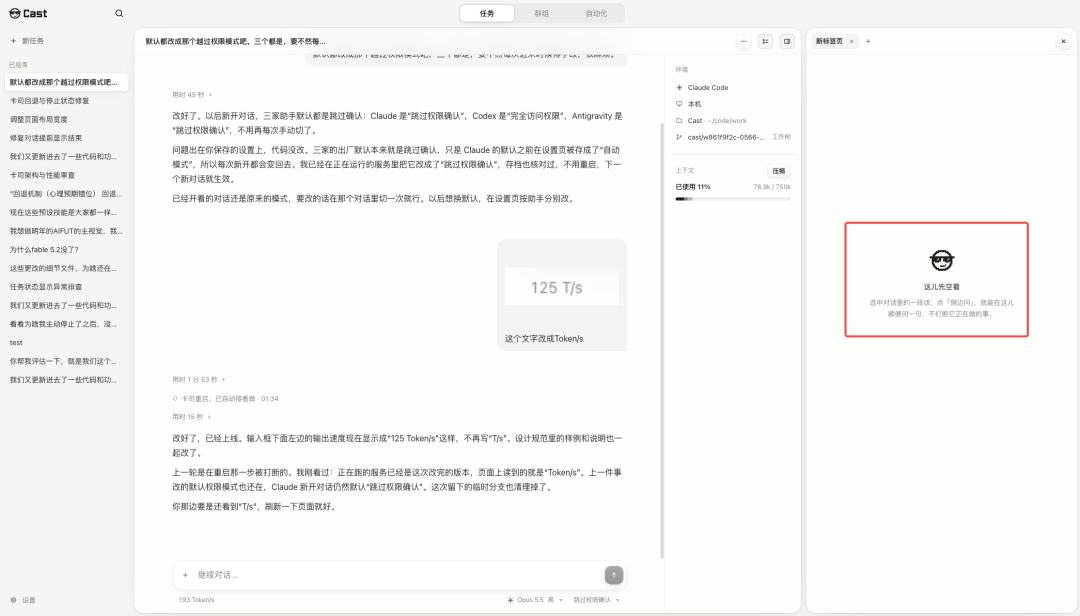 Cast
任务
群组
自动化
新任务
已结束
默认都改成那个越过权限模式吧...
卡司回退与停止状态修复
调整页面布局宽度
修复对话提前显示结束
我们又更新进去了一些代码和功...
卡司架构与性能审查
“回退机制（心理预期错位） 回退...
现在这些预设技能是大家都一样...
我想做明年的AIFUT的主视觉，我...
为什么fable 5.2没了?
这些更改的细节文件，为啥还在...
任务状态显示异常排查
我们又更新进去了一些代码和功...
看看为啥我主动停止了之后，没...
test
你帮我评估一下，就是我们这个...
我们又更新进去了一些代码和功...
设置
默认都改成那个越过权限模式吧，三个都是，要不然每...
用时 45 秒
改好了。以后新开对话，三家助手默认都是跳过确认：Claude 是“跳过权限确认”，Codex 是“完全访问权限”，Antigravity 是
“跳过权限确认”，不用再每次手动切了。
问题出在你保存的设置上，代码没改。三家的出厂默认本来就是跳过确认，只是 Claude 的默认之前在设置页被存成了“自动
模式”，所以每次新开都会变回去。我已经在正在运行的服务里把它改成了“跳过权限确认”，存档也核对过，不用重启，下一
个新对话就生效。
已经开着的对话还是原来的模式，要改的话在那个对话里切一次就行。以后想换默认，在设置页按助手分别改。
125 T/s
这个文字改成Token/s
用时 1 分 53 秒
卡司重启，已自动接着做 · 01:34
用时 15 秒
改好了，已经上线。输入框下面左边的输出速度现在显示成“125 Token/s”这样，不再写“T/s”。设计规范里的样例和说明也一
起改了。
上一轮是在重启那一步被打断的。我刚看过：正在跑的服务已经是这次改完的版本，页面上读到的就是“Token/s”。上一件事
改的默认权限模式也还在，Claude 新开对话仍然默认“跳过权限确认”。这次留下的临时分支也清理掉了。
你那边要是还看到“T/s”，刷新一下页面就好。
继续对话...
193 Token/s
Opus 5.5 高
跳过权限确认
环境
Claude Code
本机
Cast ~/code/work
cast/w861f9f2c-0566-... 工作树
上下文
压缩
已使用 11%
78.9k / 750k
新标签页
这儿先空着
选中对话里的一段话，点「侧边问」，就能在这儿
顺便问一句，不打断它正在做的事。